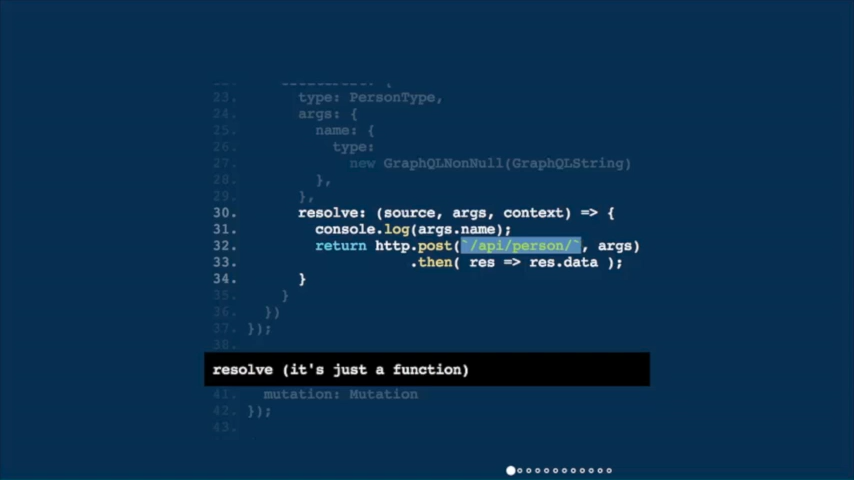 23.     type: PersonType,
24.     args: {
25.       name: {
26.         type:
27.           new GraphQLNonNull(GraphQLString)
28.       },
29.     },
30.     resolve: (source, args, context) => {
31.       console.log(args.name);
32.       return http.post(`/api/person/`, args)
33.                  .then( res => res.data );
34.     }
35.   }
36. })
37. });
38.
resolve (it's just a function)
41.   mutation: Mutation
42. });
43.